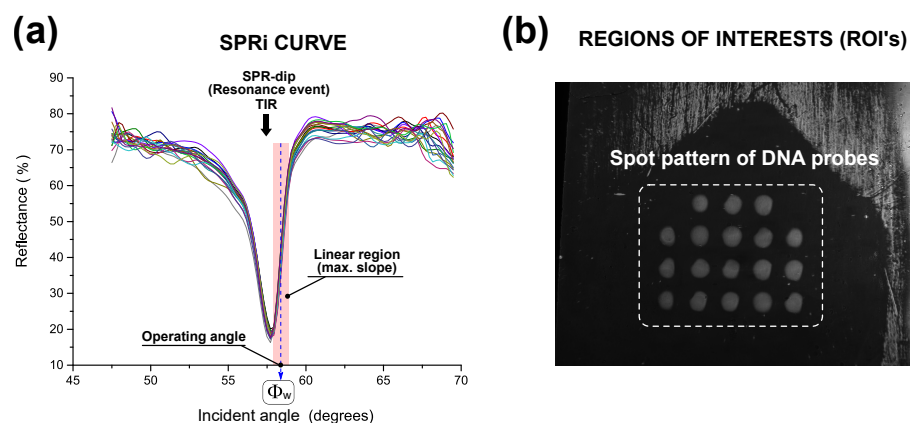 (a)
SPRi CURVE
SPR-dip
(Resonance event)
TIR
90
80
70
60
50
40
30
20
10
Reflectance ( %)
Linear region
(max. slope)
Operating angle
45
50
55
60
65
70
Φw
Incident angle (degrees)
(b)
REGIONS OF INTERESTS (ROI's)
Spot pattern of DNA probes